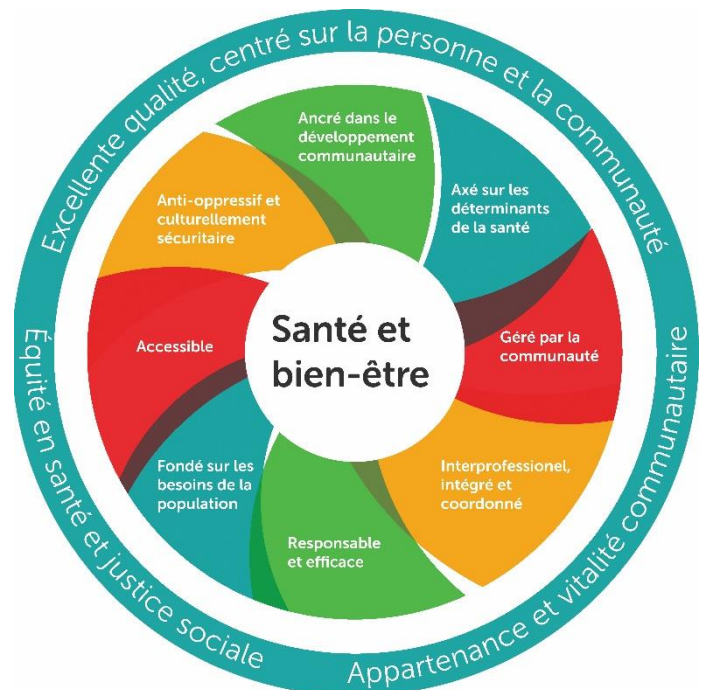 Excellente qualité, centré sur la personne et la communauté
Ancré dans le
développement
communautaire
Axé sur les
déterminants
de la santé
Géré par la
communauté
Interprofessionel,
intégré et
coordonné
Responsable
et efficace
Fondé sur les
besoins de la
population
Accessible
Anti-oppressif et
culturellement
sécuritaire
Santé et
bien-être
Appartenance et vitalité communautaire
Équité en santé et justice sociale